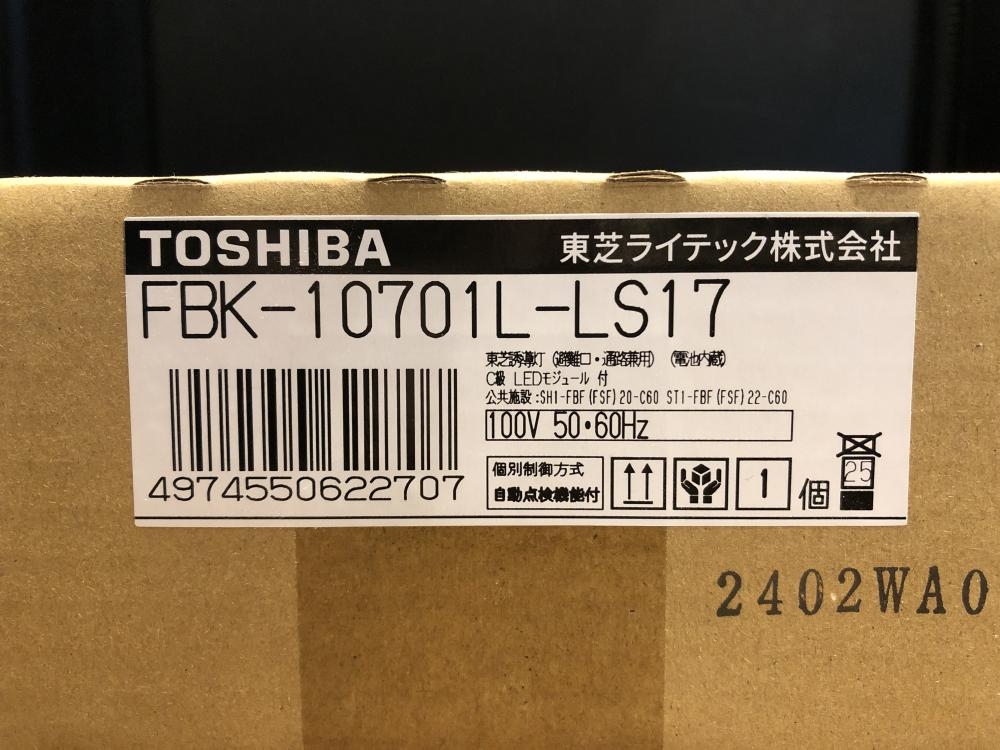 TOSHIBA 東芝ライテック株式会社
FBK-10701L-LS17
東芝誘導灯(避難口・通路兼用) (電池内蔵)
C級 LEDモジュール 付
公共施設:SH1-FBF(FSF)20-C60 ST1-FBF(FSF)22-C60
100V 50・60Hz
4974550622707
個別制御方式
自動点検機能付
1 個
25
2402WA0